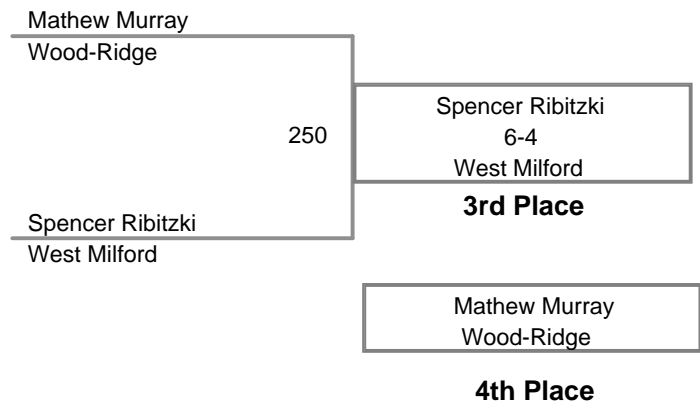 Mathew Murray
Wood-Ridge
250
Spencer Ribitzki
6-4
West Milford
3rd Place
Spencer Ribitzki
West Milford
Mathew Murray
Wood-Ridge
4th Place